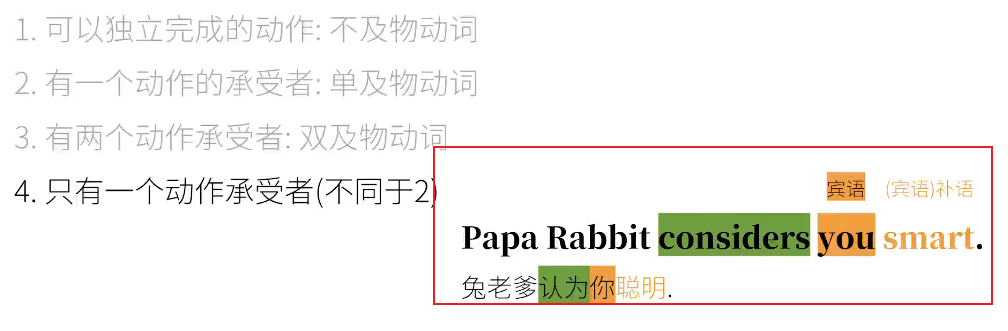 1. 可以独立完成的动作: 不及物动词
2. 有一个动作的承受者: 单及物动词
3. 有两个动作承受者: 双及物动词
4. 只有一个动作承受者(不同于2)
宾语 (宾语)补语
Papa Rabbit considers you smart.
兔老爹认为你聪明.